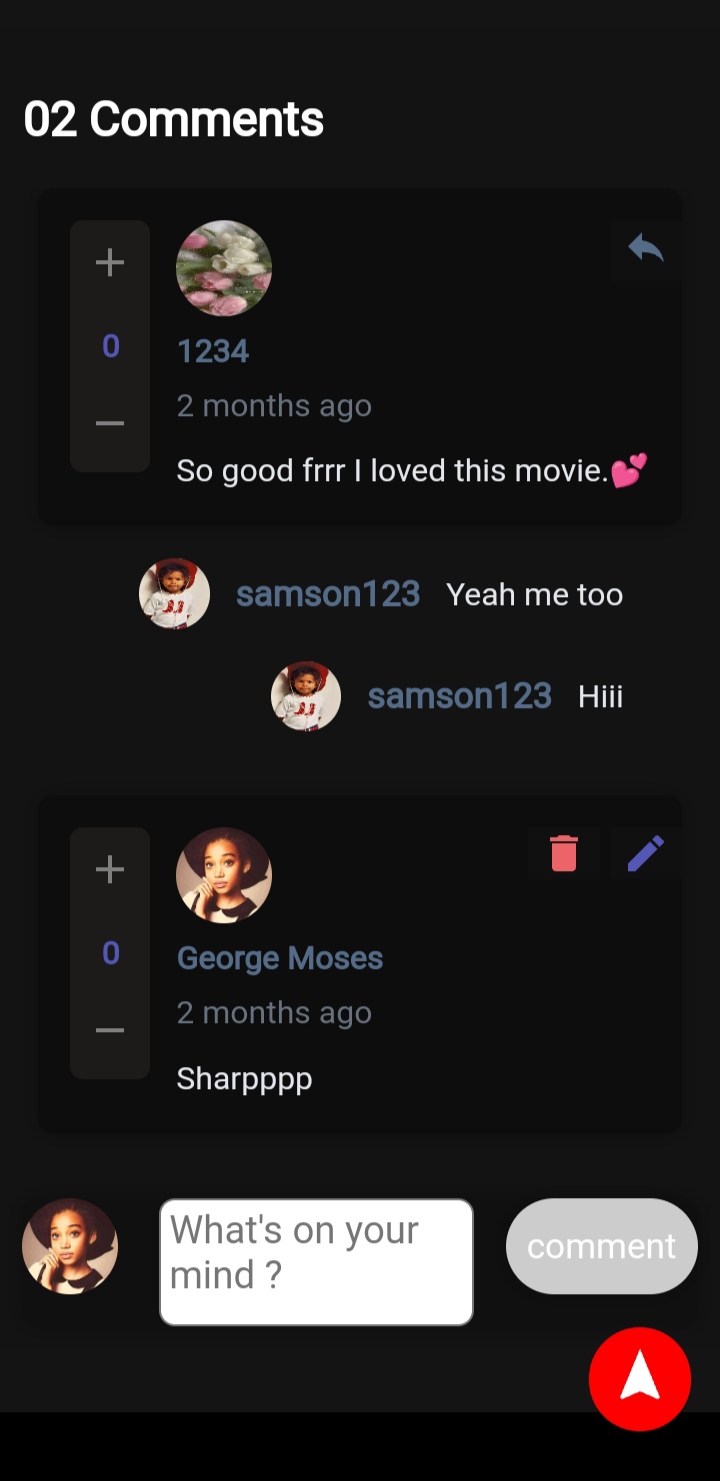 02 Comments
0
1234
2 months ago
So good frrr I loved this movie.💕
samson123 Yeah me too
samson123 Hiii
0
George Moses
2 months ago
Sharpppp
What's on your
mind ?
comment